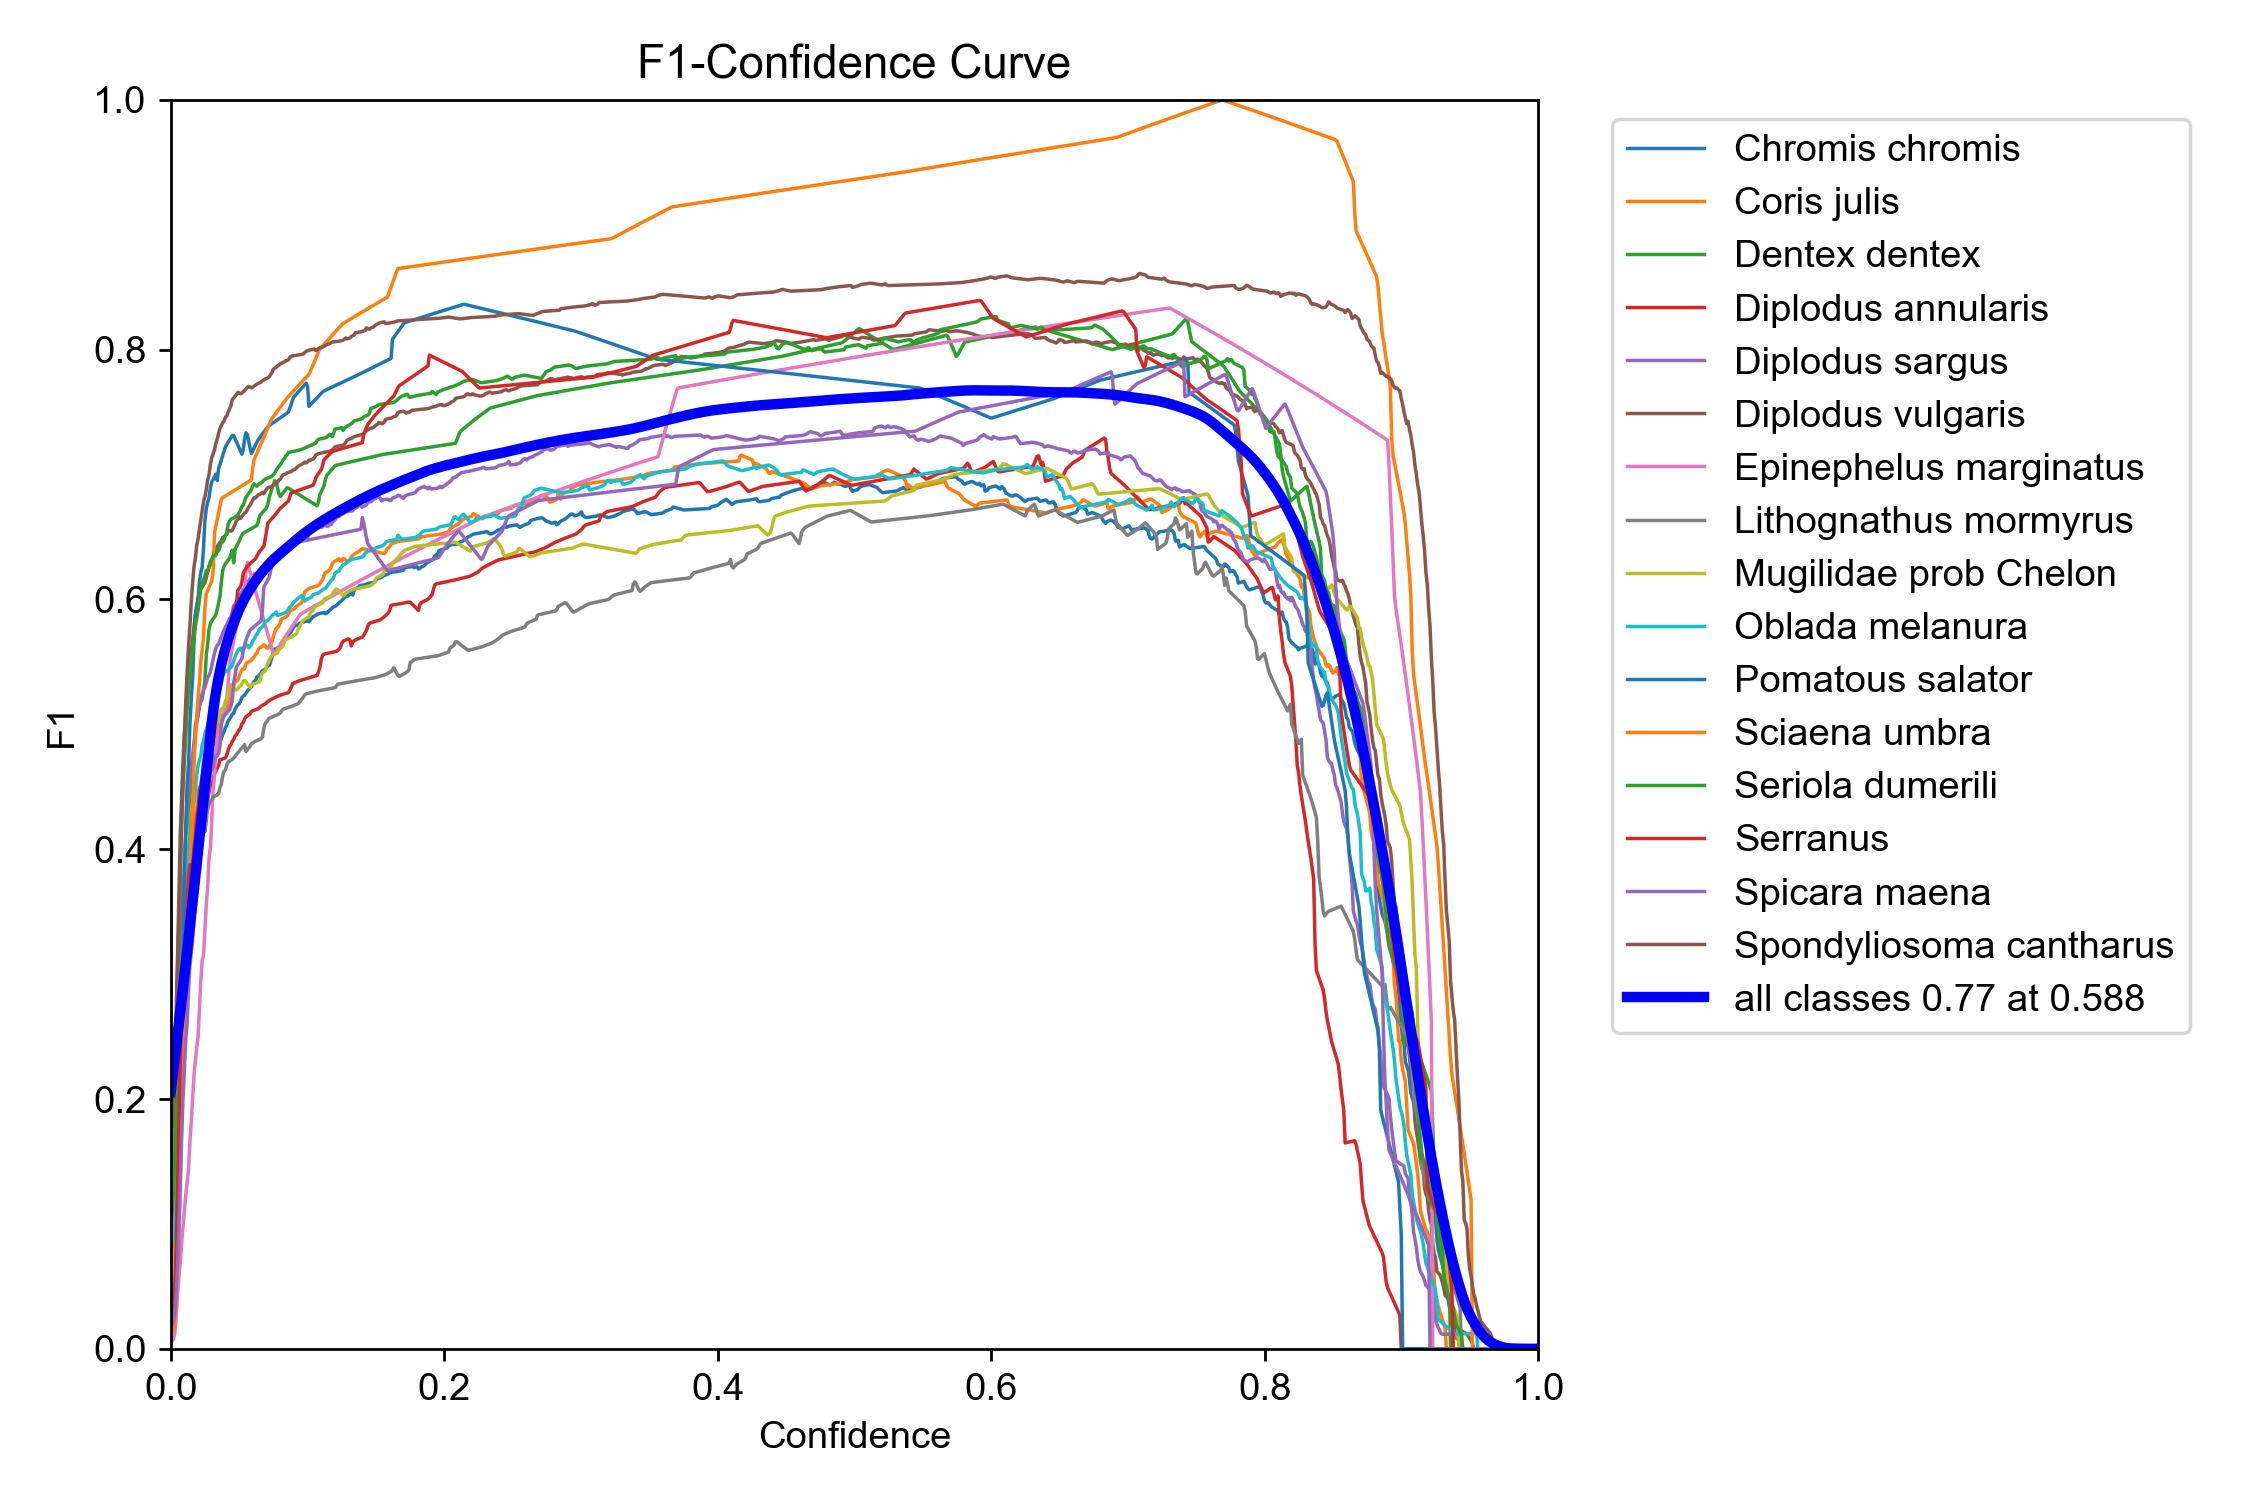 F1-Confidence Curve
1.0
0.8
0.6
0.4
0.2
0.0
F1
0.0 0.2 0.4 0.6 0.8 1.0
Confidence
Chromis chromis
Coris julis
Dentex dentex
Diplodus annularis
Diplodus sargus
Diplodus vulgaris
Epinephelus marginatus
Lithognathus mormyrus
Mugilidae prob Chelon
Oblada melanura
Pomatous salator
Sciaena umbra
Seriola dumerili
Serranus
Spicara maena
Spondyliosoma cantharus
all classes 0.77 at 0.588